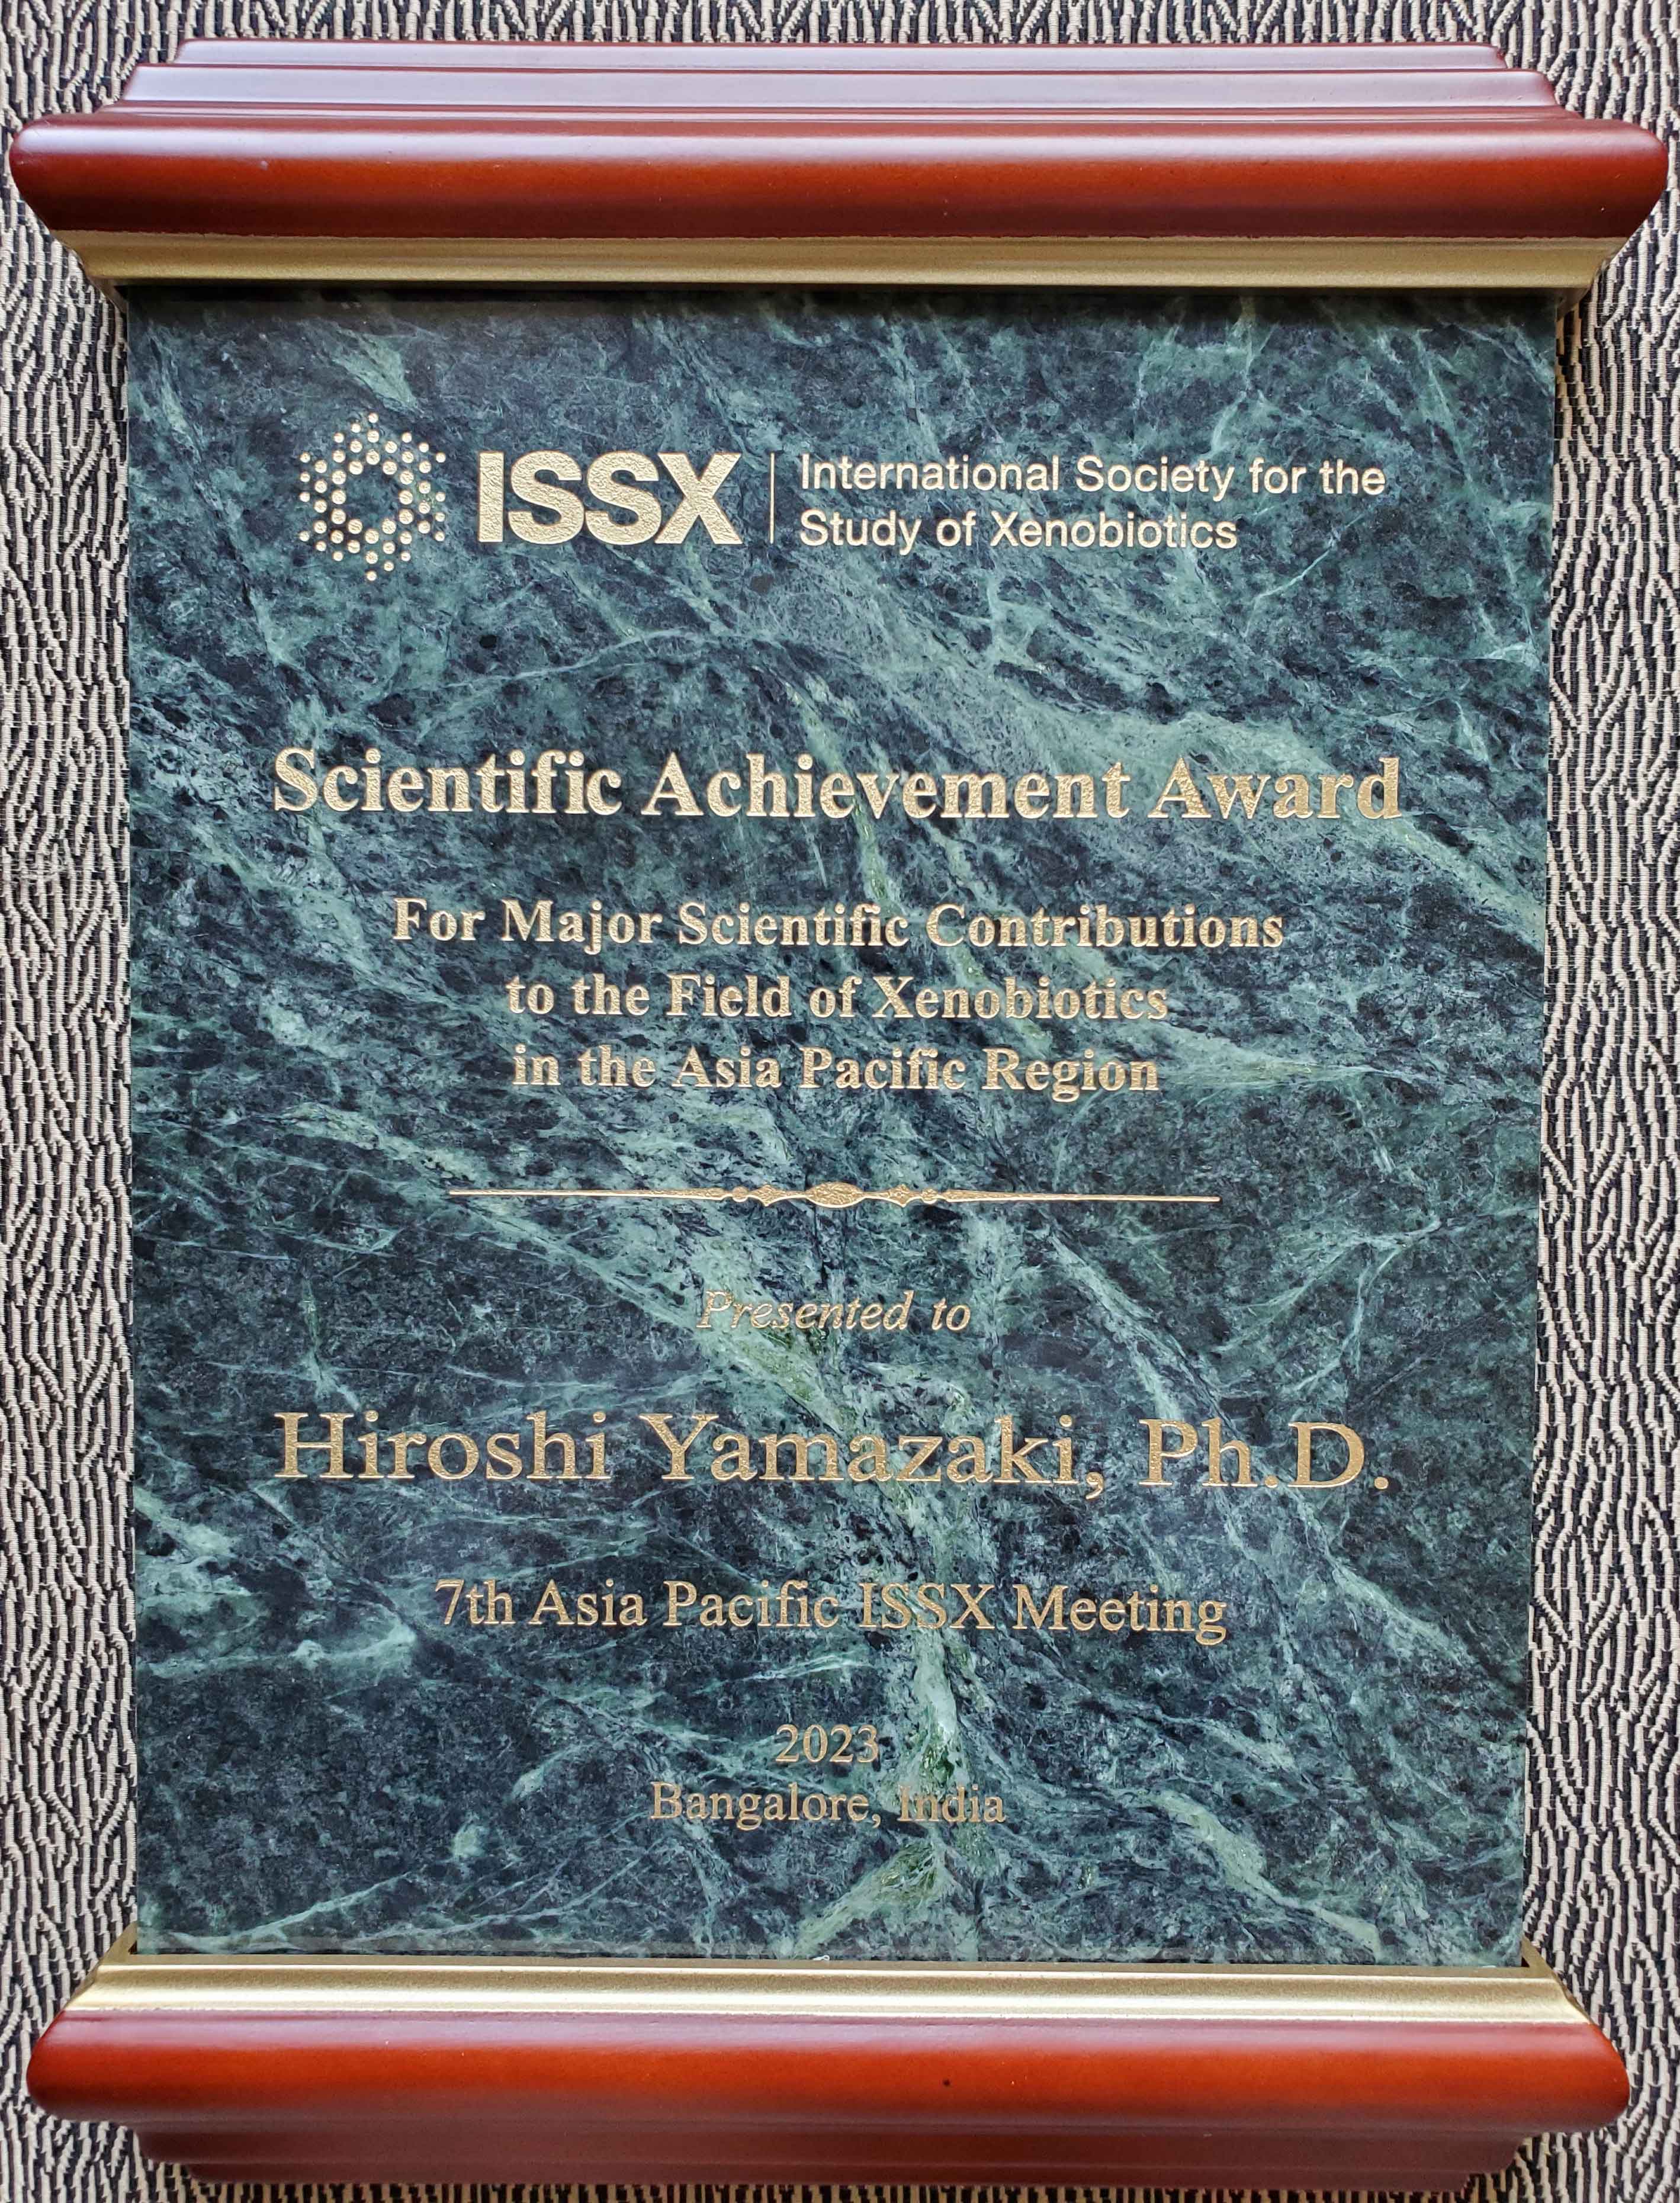 ISSX
International Society for the
Study of Xenobiotics
Scientific Achievement Award
For Major Scientific Contributions
to the Field of Xenobiotics
in the Asia Pacific Region
Presented to
Hiroshi Yamazaki, Ph.D.
7th Asia Pacific ISSX Meeting
2023
Bangalore, India